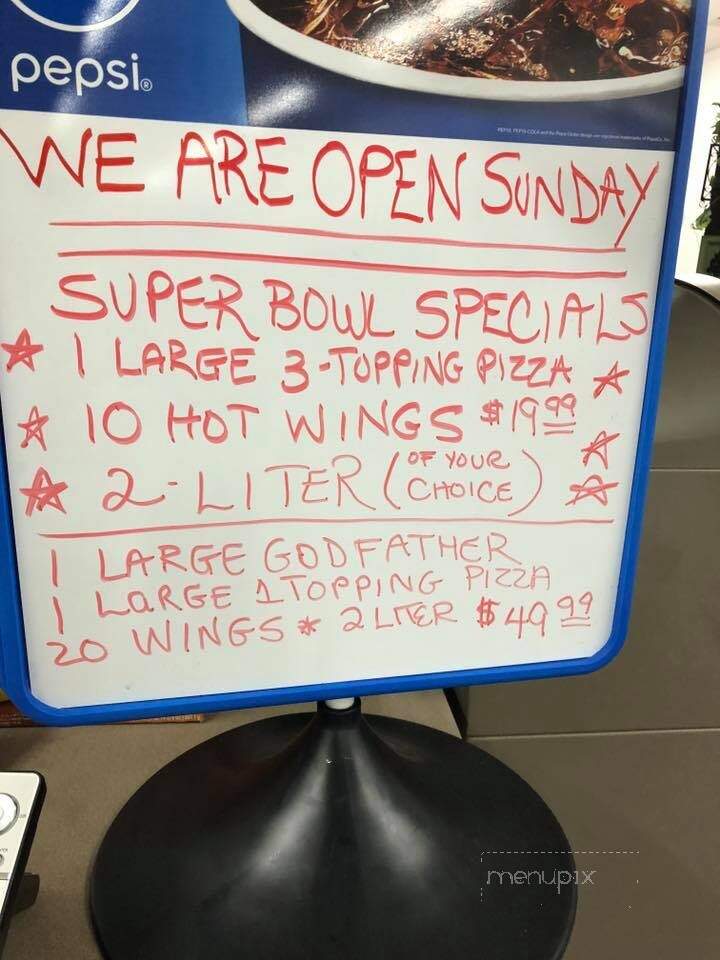 pepsi®
WE ARE OPEN SUNDAY
SUPER BOWL SPECIALS
1 LARGE 3-TOPPING PIZZA
10 HOT WINGS $19.99
2-LITER (OF YOUR CHOICE)
1 LARGE GODFATHER
1 LARGE 1 TOPPING PIZZA
20 WINGS * 2 LITER $49.99
menupix